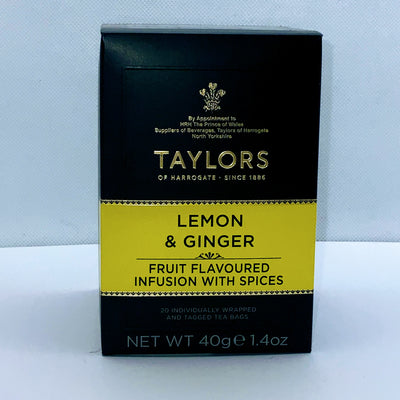 By Appointment to
HRH The Prince of Wales
Suppliers of Beverages, Taylors of Harrogate
North Yorkshire
TAYLORS
OF HARROGATE · SINCE 1886
LEMON
& GINGER
FRUIT FLAVOURED
INFUSION WITH SPICES
20 INDIVIDUALLY WRAPPED
AND TAGGED TEA BAGS
NET WT 40g℮ 1.4oz